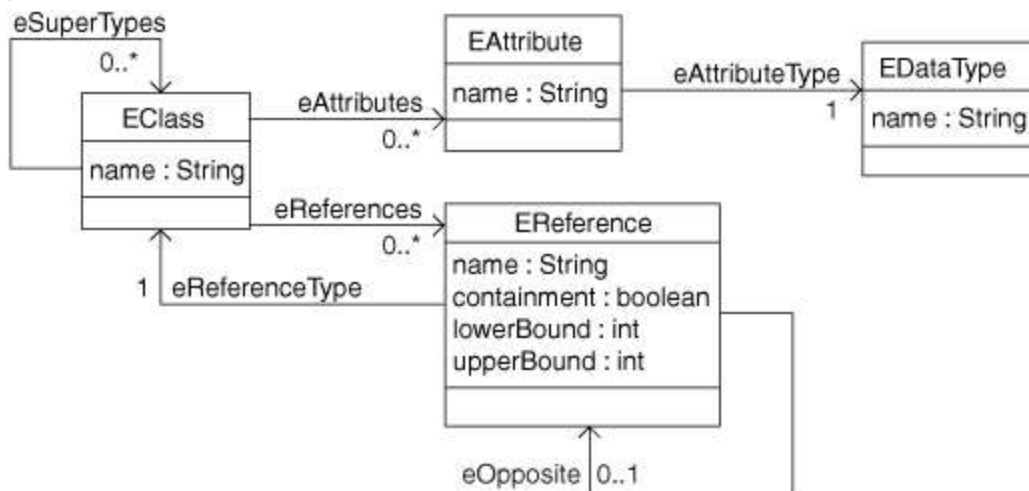 eSuperTypes
0..*
EClass
name : String
eAttributes
0..*
EAttribute
name : String
eAttributeType
1
EDataType
name : String
eReferences
0..*
1 eReferenceType
EReference
name : String
containment : boolean
lowerBound : int
upperBound : int
eOpposite 0..1